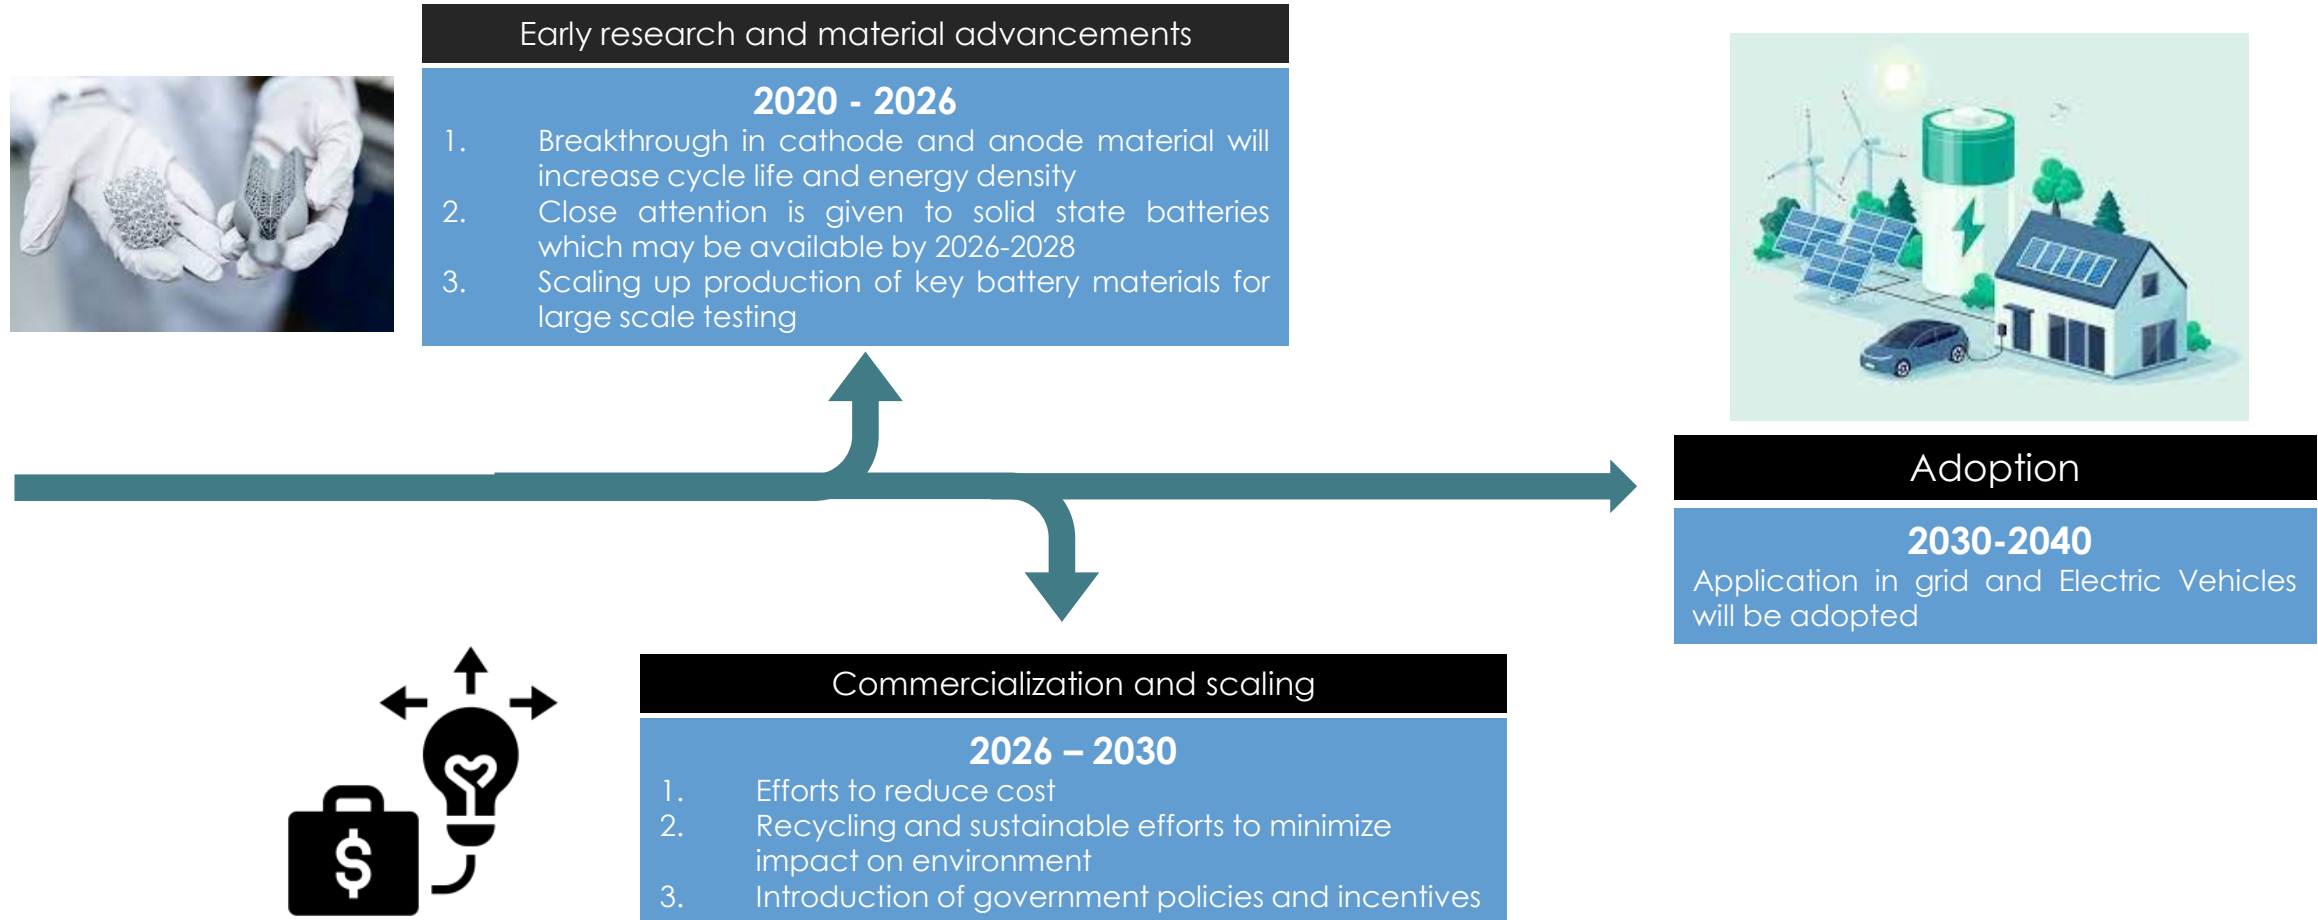 Early research and material advancements
2020 - 2026
1. Breakthrough in cathode and anode material will
increase cycle life and energy density
2. Close attention is given to solid state batteries
which may be available by 2026-2028
3. Scaling up production of key battery materials for
large scale testing
Adoption
2030-2040
Application in grid and Electric Vehicles
will be adopted
Commercialization and scaling
2026 – 2030
1. Efforts to reduce cost
2. Recycling and sustainable efforts to minimize
impact on environment
3. Introduction of government policies and incentives
$